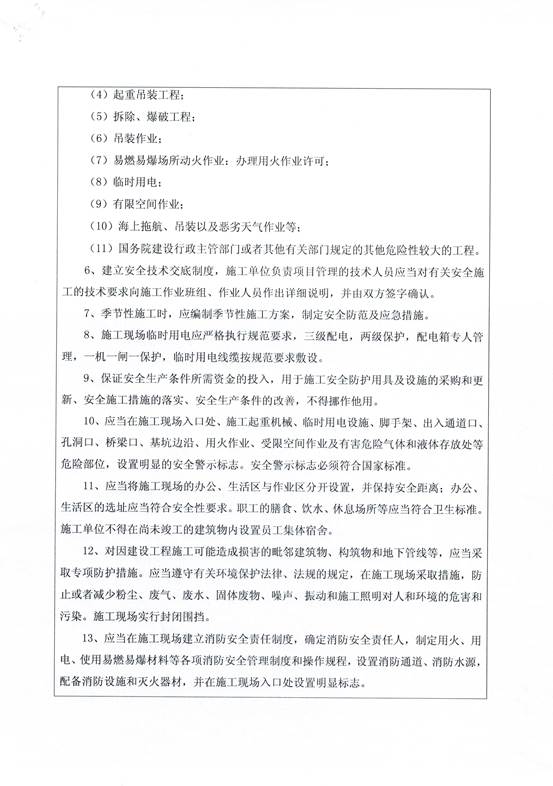 （4）起重吊装工程；
（5）拆除、爆破工程；
（6）吊装作业；
（7）易燃易爆场所动火作业：办理用火作业许可；
（8）临时用电；
（9）有限空间作业；
（10）海上拖航、吊装以及恶劣天气作业等；
（11）国务院建设行政主管部门或者其他有关部门规定的其他危险性较大的工程。
6、建立安全技术交底制度，施工单位负责项目管理的技术人员应当对有关安全施
工的技术要求向施工作业班组、作业人员作出详细说明，并由双方签字确认。
7、季节性施工时，应编制季节性施工方案，制定安全防范及应急措施。
8、施工现场临时用电应严格执行规范要求，三级配电，两级保护，配电箱专人管
理，一机一闸一保护，临时用电线缆按规范要求敷设。
9、保证安全生产条件所需资金的投入，用于施工安全防护用具及设施的采购和更
新、安全施工措施的落实、安全生产条件的改善，不得挪作他用。
10、应当在施工现场入口处、施工起重机械、临时用电设施、脚手架、出入通道口、
孔洞口、桥梁口、基坑边沿、用火作业、受限空间作业及有害危险气体和液体存放处等
危险部位，设置明显的安全警示标志。安全警示标志必须符合国家标准。
11、应当将施工现场的办公、生活区与作业区分开设置，并保持安全距离；办公、
生活区的选址应当符合安全性要求。职工的膳食、饮水、休息场所等应当符合卫生标准。
施工单位不得在尚未竣工的建筑物内设置员工集体宿舍。
12、对因建设工程施工可能造成损害的毗邻建筑物、构筑物和地下管线等，应当采
取专项防护措施。应当遵守有关环境保护法律、法规的规定，在施工现场采取措施，防
止或者减少粉尘、废气、废水、固体废物、噪声、振动和施工照明对人和环境的危害和
污染。施工现场实行封闭围挡。
13、应当在施工现场建立消防安全责任制度，确定消防安全责任人，制定用火、用
电、使用易燃易爆材料等各项消防安全管理制度和操作规程，设置消防通道、消防水源，
配备消防设施和灭火器材，并在施工现场入口处设置明显标志。